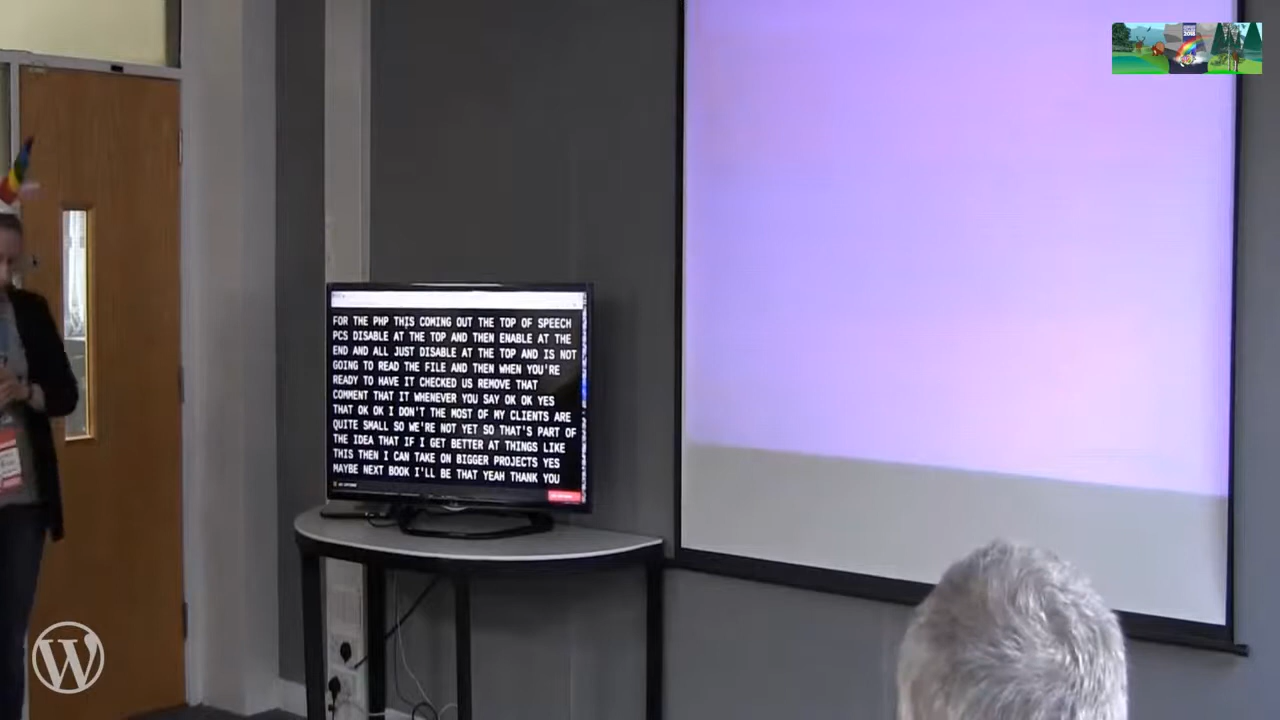 FOR THE PHP THIS COMING OUT THE TOP OF SPEECH
PCS DISABLE AT THE TOP AND THEN ENABLE AT THE
END AND ALL JUST DISABLE AT THE TOP AND IS NOT
GOING TO READ THE FILE AND THEN WHEN YOU'RE
READY TO HAVE IT CHECKED US REMOVE THAT
COMMENT THAT IT WHENEVER YOU SAY OK OK YES
THAT OK OK I DON'T THE MOST OF MY CLIENTS ARE
QUITE SMALL SO WE'RE NOT YET SO THAT'S PART OF
THE IDEA THAT IF I GET BETTER AT THINGS LIKE
THIS THEN I CAN TAKE ON BIGGER PROJECTS YES
MAYBE NEXT BOOK I'LL BE THAT YEAH THANK YOU